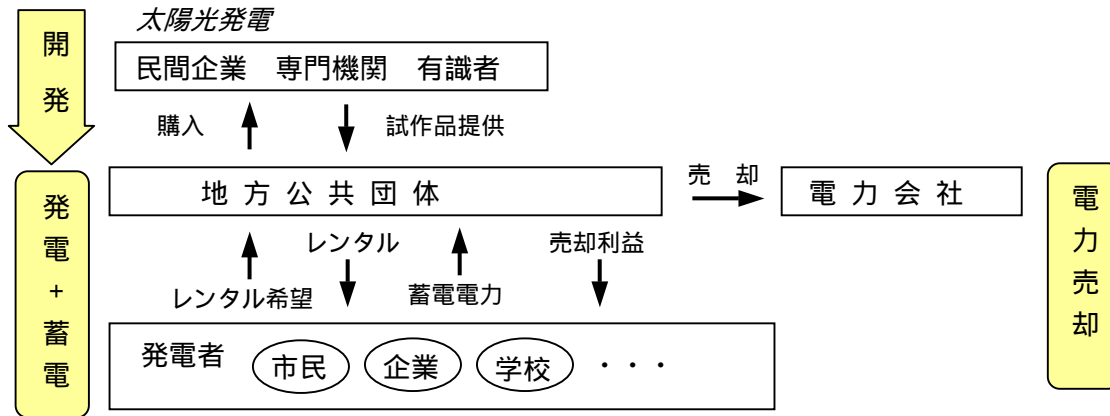 太陽光発電
開発
民間企業 専門機関 有識者
購入
試作品提供
発電+蓄電
地方公共団体
売却
電力会社
電力売却
レンタル
売却利益
レンタル希望
蓄電電力
発電者 市民 企業 学校 ・・・